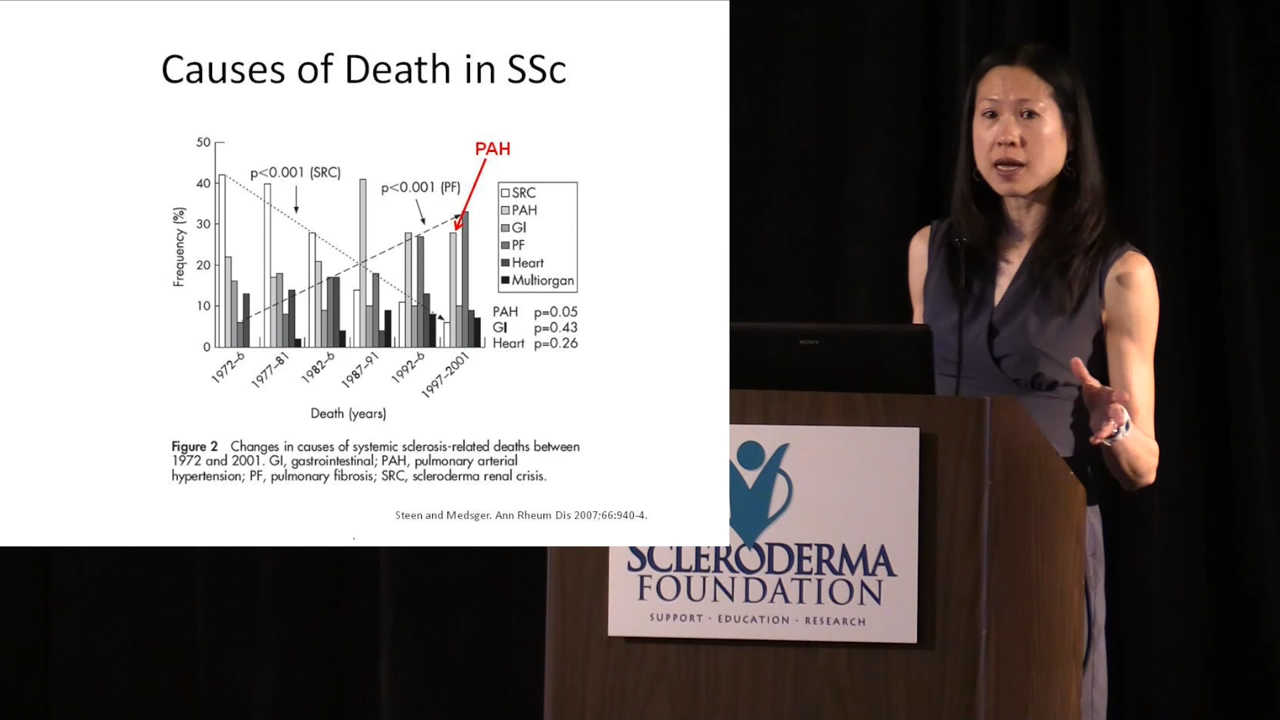 Causes of Death in SSc
50
40
30
20
10
0
Frequency (%)
p<0.001 (SRC)
p<0.001 (PF)
PAH
SRC
PAH
GI
PF
Heart
Multiorgan
PAH p=0.05
GI p=0.43
Heart p=0.26
1972–6
1977–81
1982–6
1987–91
1992–6
1997–2001
Death (years)
Figure 2 Changes in causes of systemic sclerosis-related deaths between
1972 and 2001. GI, gastrointestinal; PAH, pulmonary arterial
hypertension; PF, pulmonary fibrosis; SRC, scleroderma renal crisis.
Steen and Medsger. Ann Rheum Dis 2007;66:940-4.
SONY
SCLERODERMA
FOUNDATION
SUPPORT · EDUCATION · RESEARCH